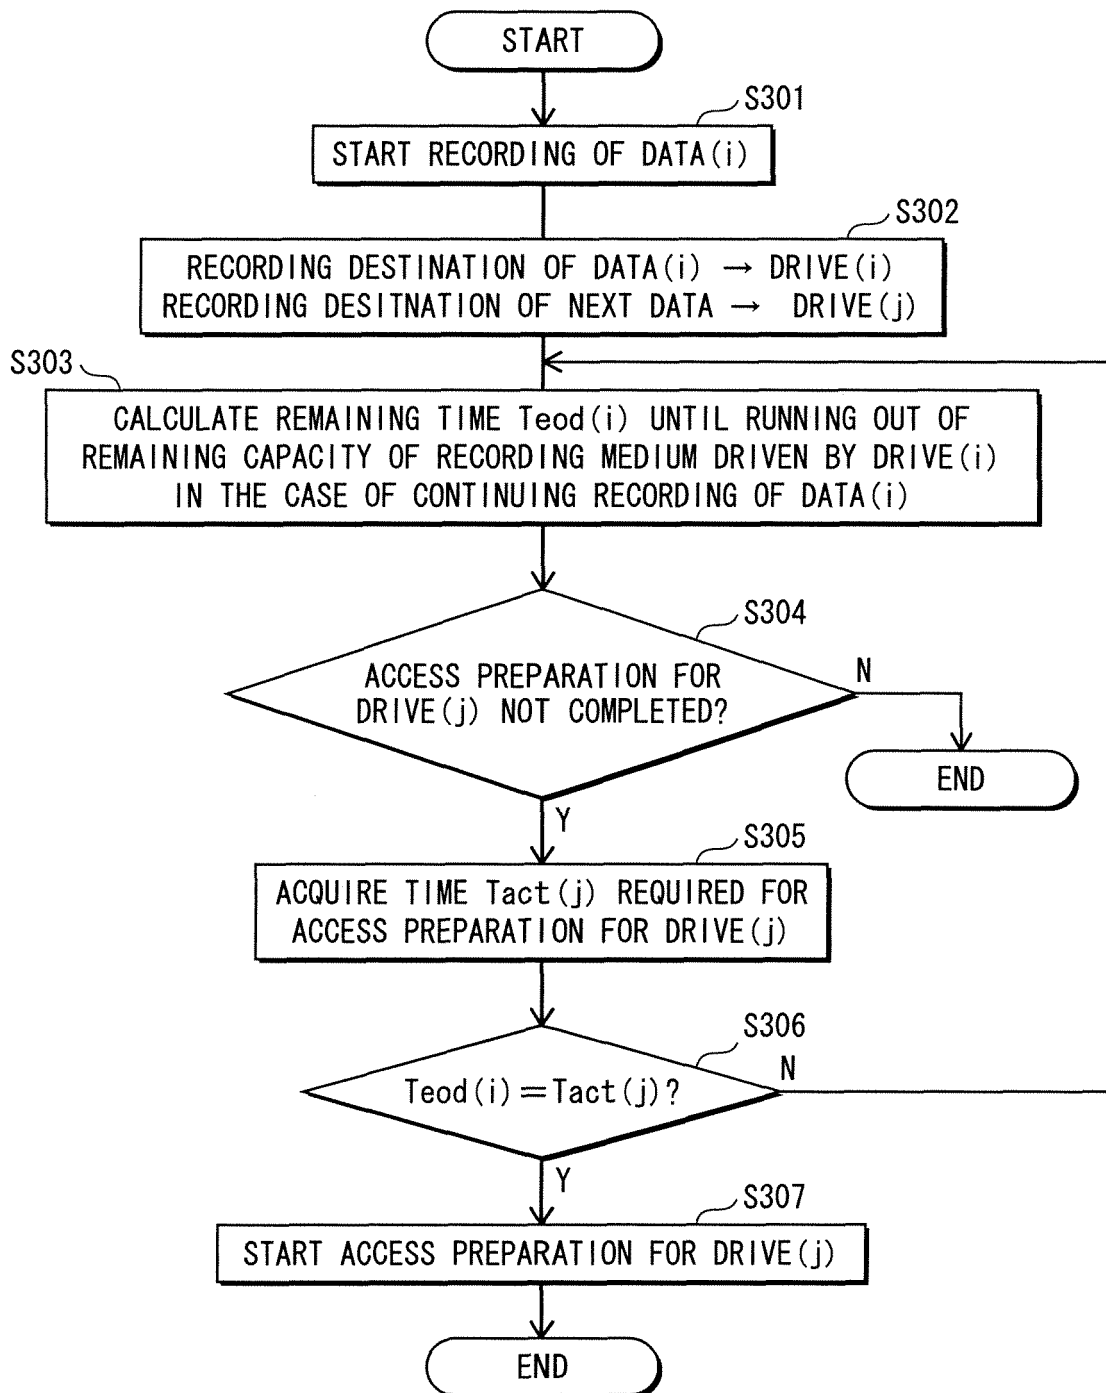 START
S301
START RECORDING OF DATA(i)
S302
RECORDING DESTINATION OF DATA(i) → DRIVE(i)
RECORDING DESITNATION OF NEXT DATA → DRIVE(j)
S303
CALCULATE REMAINING TIME Teod(i) UNTIL RUNNING OUT OF
REMAINING CAPACITY OF RECORDING MEDIUM DRIVEN BY DRIVE(i)
IN THE CASE OF CONTINUING RECORDING OF DATA(i)
S304
ACCESS PREPARATION FOR
DRIVE(j) NOT COMPLETED?
N
END
Y
S305
ACQUIRE TIME Tact(j) REQUIRED FOR
ACCESS PREPARATION FOR DRIVE(j)
S306
Teod(i)=Tact(j)?
N
Y
S307
START ACCESS PREPARATION FOR DRIVE(j)
END